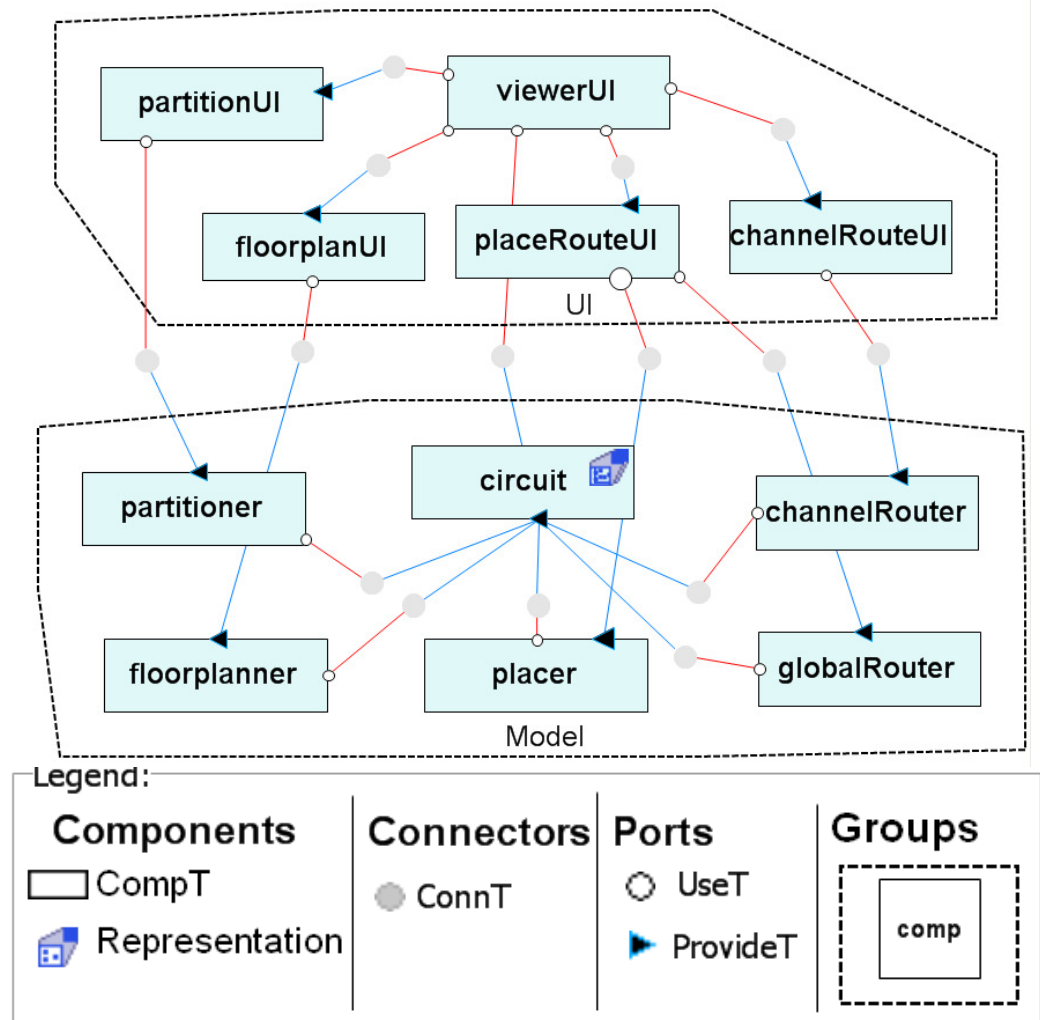 partitionUI
viewerUI
floorplanUI
placeRouteUI
channelRouteUI
UI
partitioner
circuit
channelRouter
floorplanner
placer
globalRouter
Model
Legend:
Components
Connectors
Ports
Groups
CompT
ConnT
UseT
comp
Representation
ProvideT